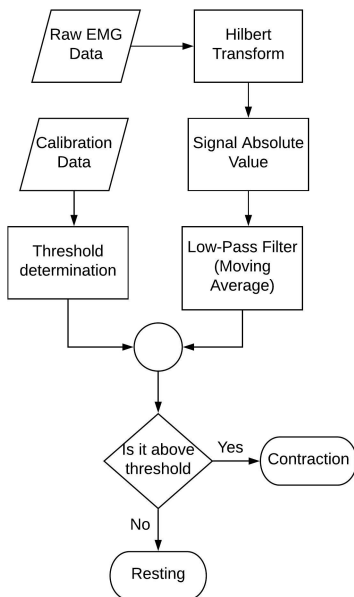 Raw EMG
Data
Hilbert
Transform
Calibration
Data
Signal Absolute
Value
Threshold
determination
Low-Pass Filter
(Moving
Average)
Is it above
threshold
Yes
Contraction
No
Resting